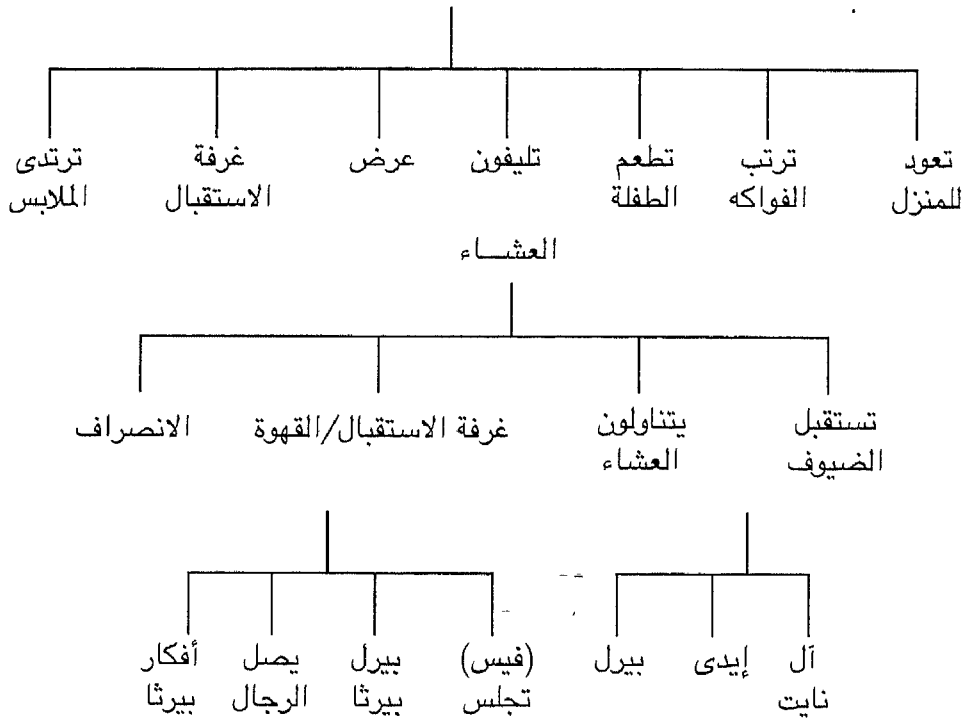 تعود ترتب تطعم تليفون عرض غرفة ترتدى
للمنزل الفواكه الطفلة الاستقبال الملابس
العشاء
تستقبل يتناولون غرفة الاستقبال/القهوة الانصراف
الضيوف العشاء
آل إيدى بيرل (فيس) بيرل يصل أفكار
نايت تجلس بيرثا الرجال بيرثا